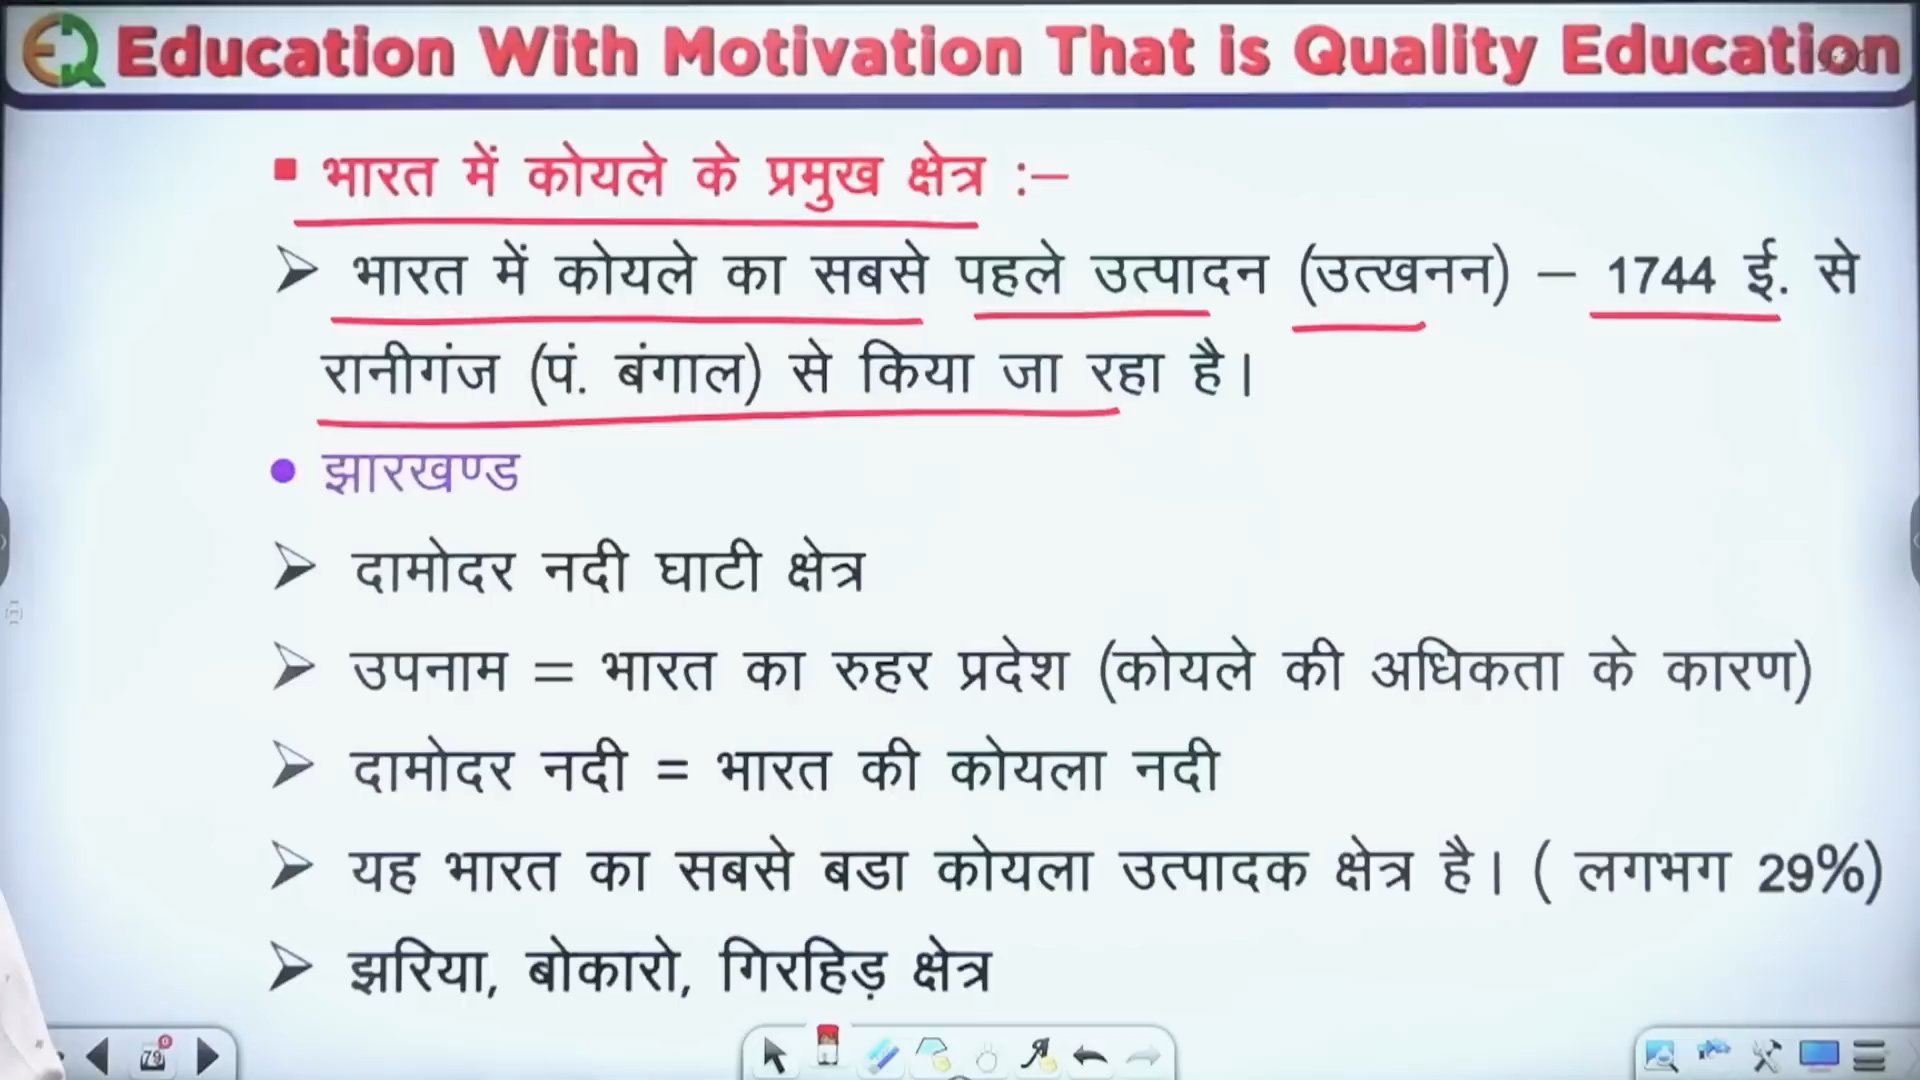 Education With Motivation That is Quality Education
▪ भारत में कोयले के प्रमुख क्षेत्र :–
➢ भारत में कोयले का सबसे पहले उत्पादन (उत्खनन) – 1744 ई. से
रानीगंज (पं. बंगाल) से किया जा रहा है।
• झारखण्ड
➢ दामोदर नदी घाटी क्षेत्र
➢ उपनाम = भारत का रुहर प्रदेश (कोयले की अधिकता के कारण)
➢ दामोदर नदी = भारत की कोयला नदी
➢ यह भारत का सबसे बडा कोयला उत्पादक क्षेत्र है। ( लगभग 29%)
➢ झरिया, बोकारो, गिरहिड़ क्षेत्र
79